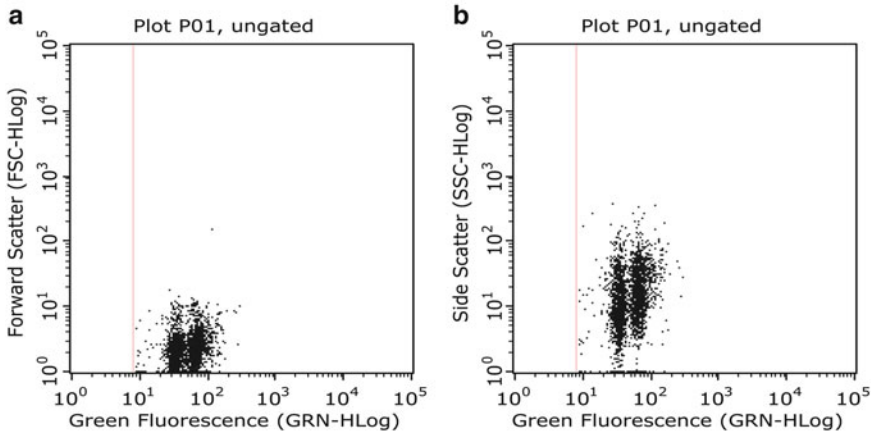 a
Plot P01, ungated
Forward Scatter (FSC-HLog)
10^5
10^4
10^3
10^2
10^1
10^0
10^0 10^1 10^2 10^3 10^4 10^5
Green Fluorescence (GRN-HLog)
b
Plot P01, ungated
Side Scatter (SSC-HLog)
10^5
10^4
10^3
10^2
10^1
10^0
10^0 10^1 10^2 10^3 10^4 10^5
Green Fluorescence (GRN-HLog)